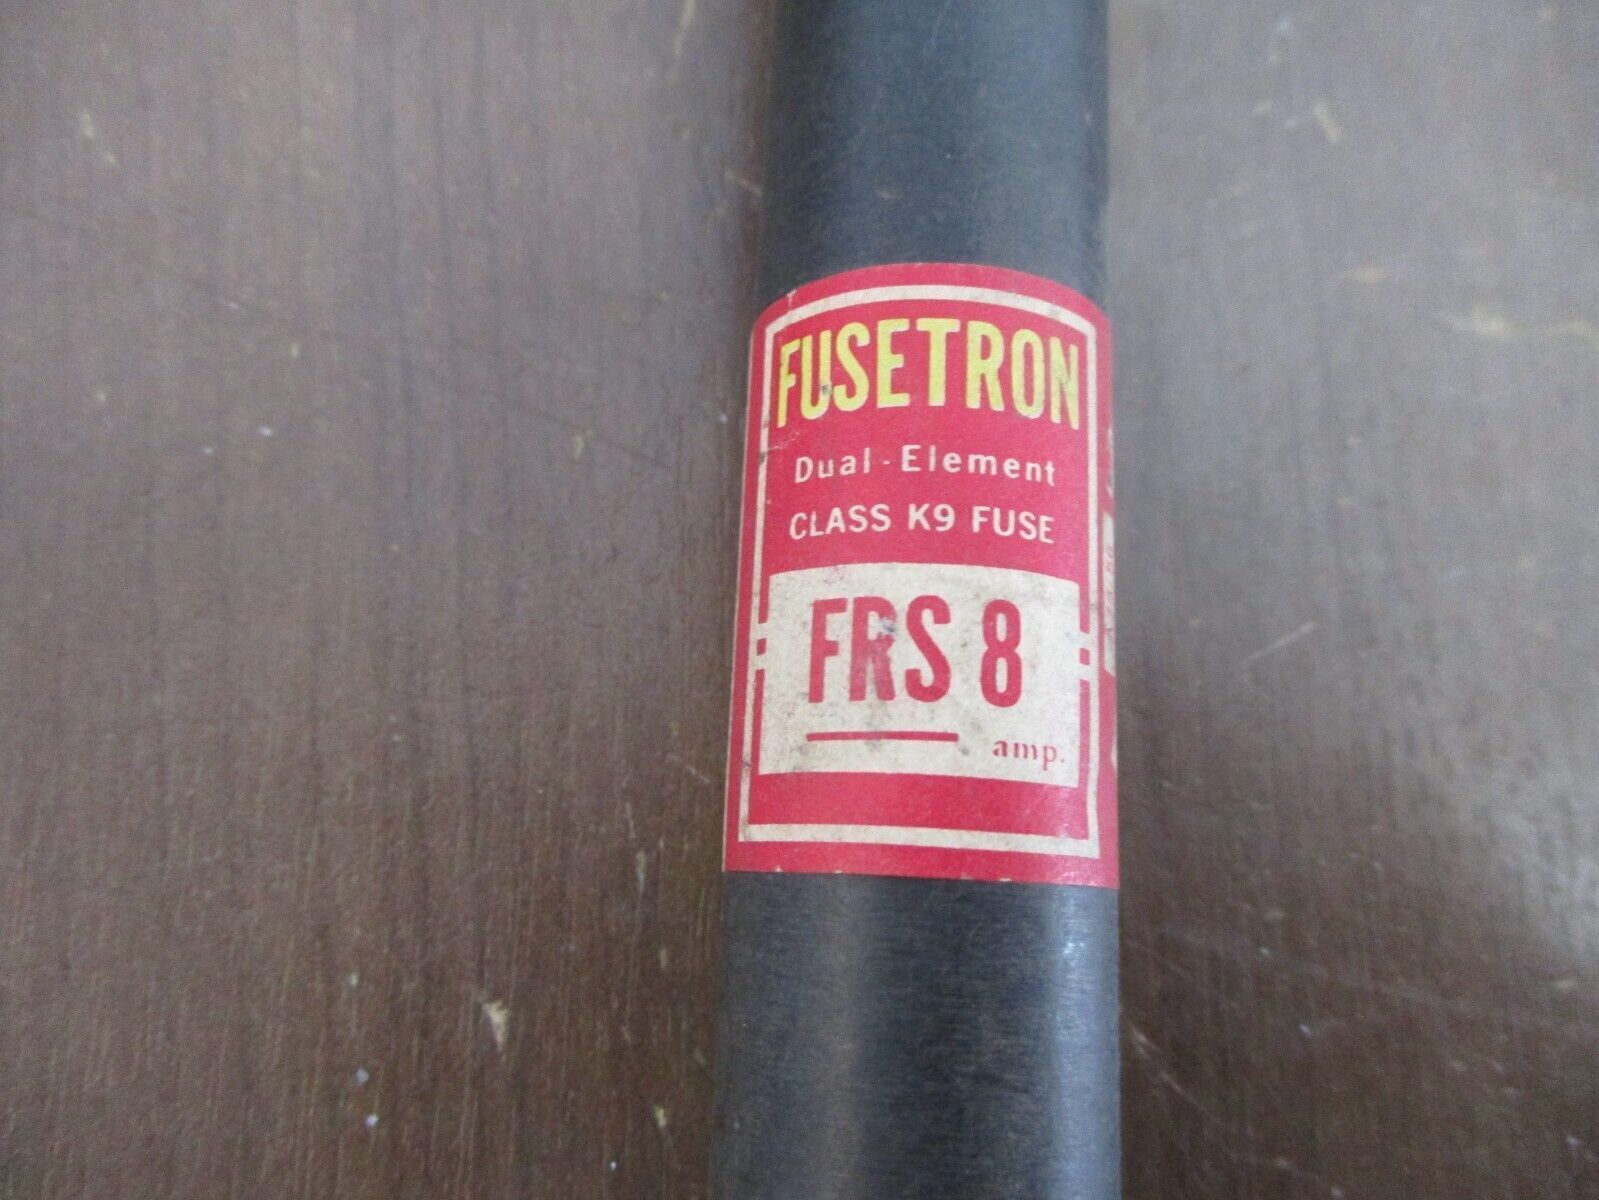 FUSETRON
Dual-Element
CLASS K9 FUSE
FRS 8
amp.